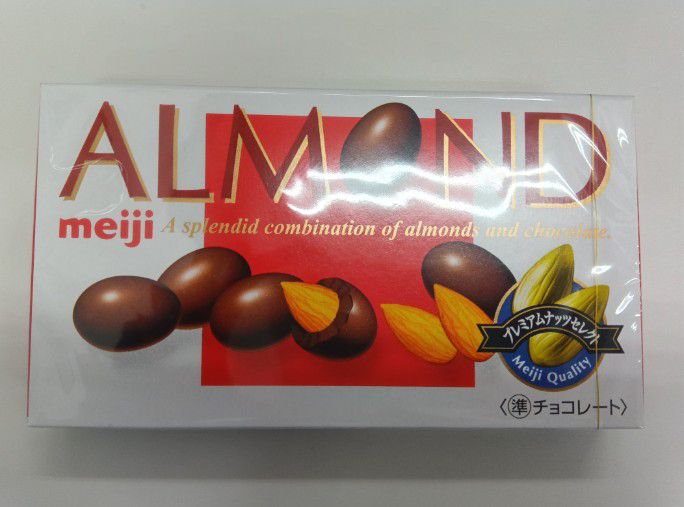 ALMOND
meiji
A splendid combination of almonds and chocolate.
プレミアムナッツセレクト
Meiji Quality
〈㊜チョコレート〉